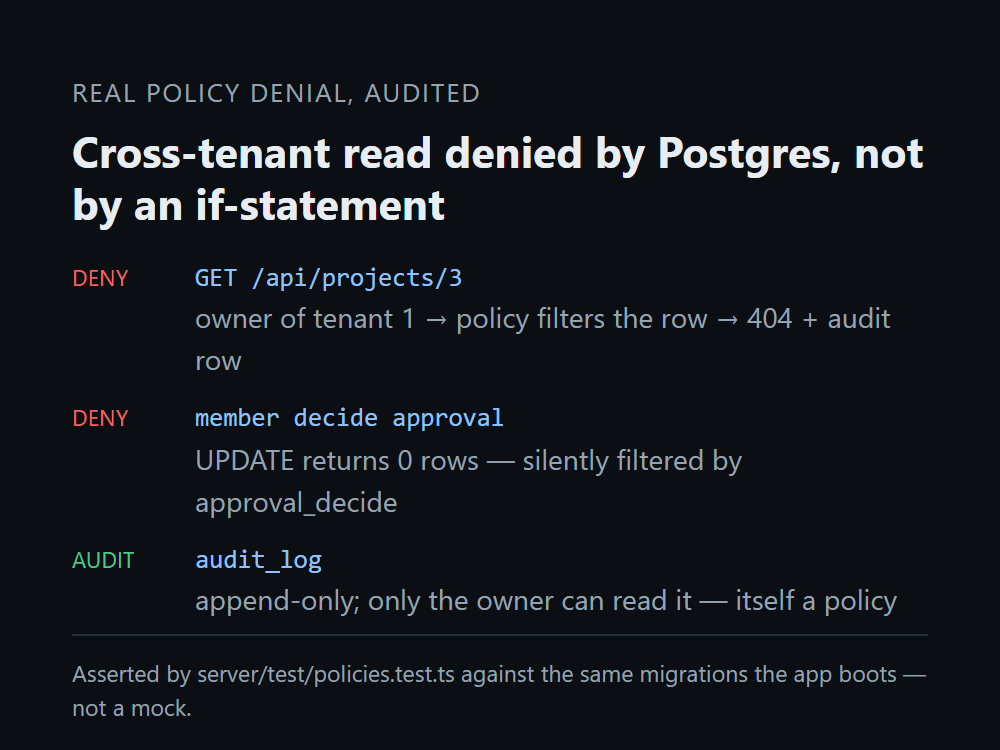 REAL POLICY DENIAL, AUDITED
Cross-tenant read denied by Postgres, not
by an if-statement
DENY GET /api/projects/3
owner of tenant 1 → policy filters the row → 404 + audit
row
DENY member decide approval
UPDATE returns 0 rows — silently filtered by
approval_decide
AUDIT audit_log
append-only; only the owner can read it — itself a policy
Asserted by server/test/policies.test.ts against the same migrations the app boots —
not a mock.